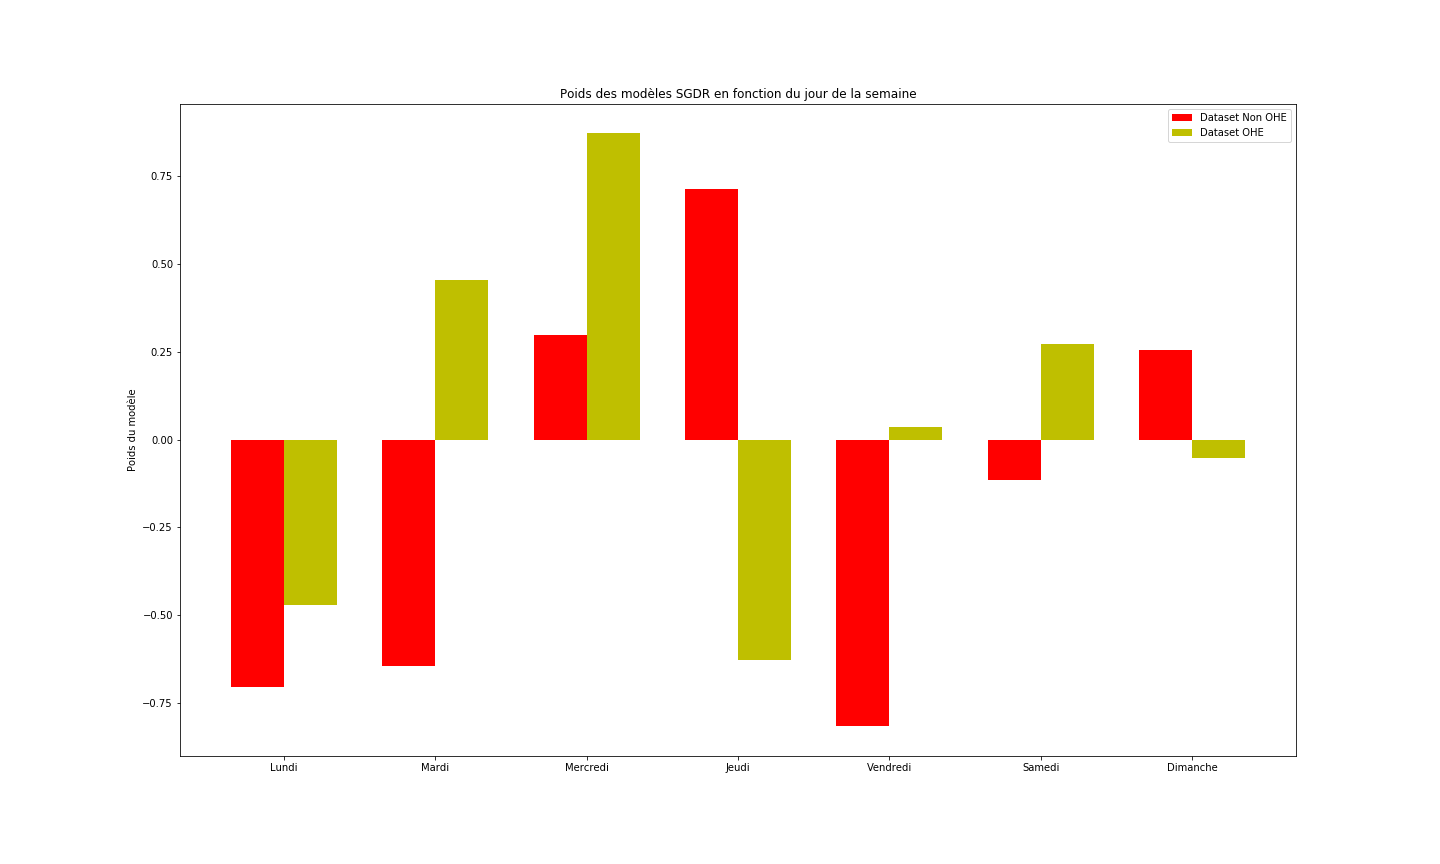 Poids des modèles SGDR en fonction du jour de la semaine
Dataset Non OHE
Dataset OHE
0.75
0.50
0.25
0.00
−0.25
−0.50
−0.75
Poids du modèle
Lundi
Mardi
Mercredi
Jeudi
Vendredi
Samedi
Dimanche